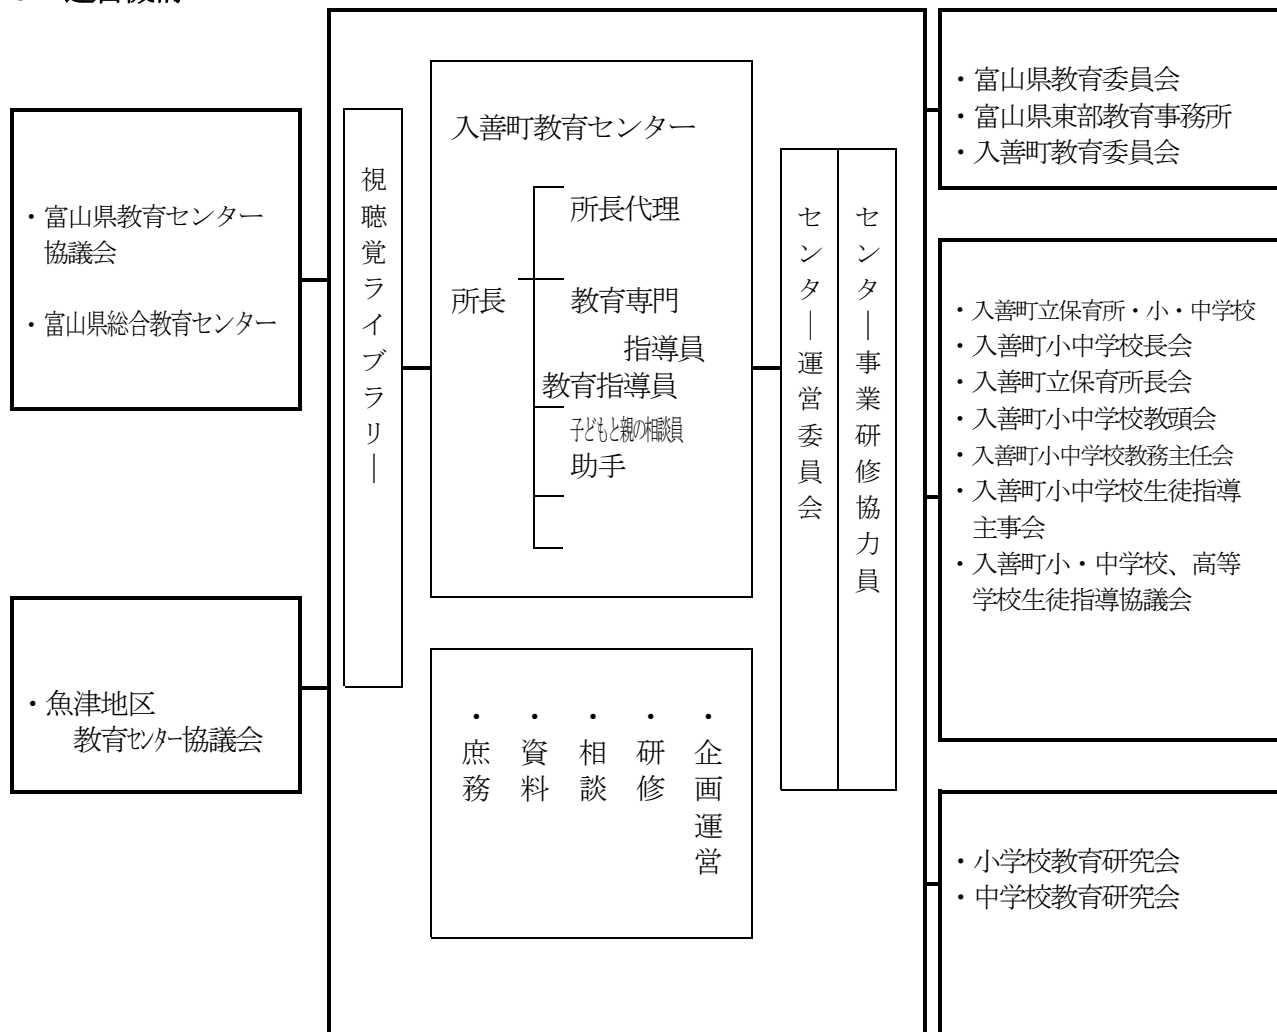 ・富山県教育センター
協議会
・富山県総合教育センター
・魚津地区
教育センター協議会
視聴覚ライブラリー
入善町教育センター
所長
所長代理
教育専門
指導員
教育指導員
子どもと親の相談員
助手
・企画運営
・研修
・相談
・資料
・庶務
センター運営委員会
センター事業研修協力員
・富山県教育委員会
・富山県東部教育事務所
・入善町教育委員会
・入善町立保育所・小・中学校
・入善町小中学校長会
・入善町立保育所長会
・入善町小中学校教頭会
・入善町小中学校教務主任会
・入善町小中学校生徒指導
主事会
・入善町小・中学校、高等
学校生徒指導協議会
・小学校教育研究会
・中学校教育研究会